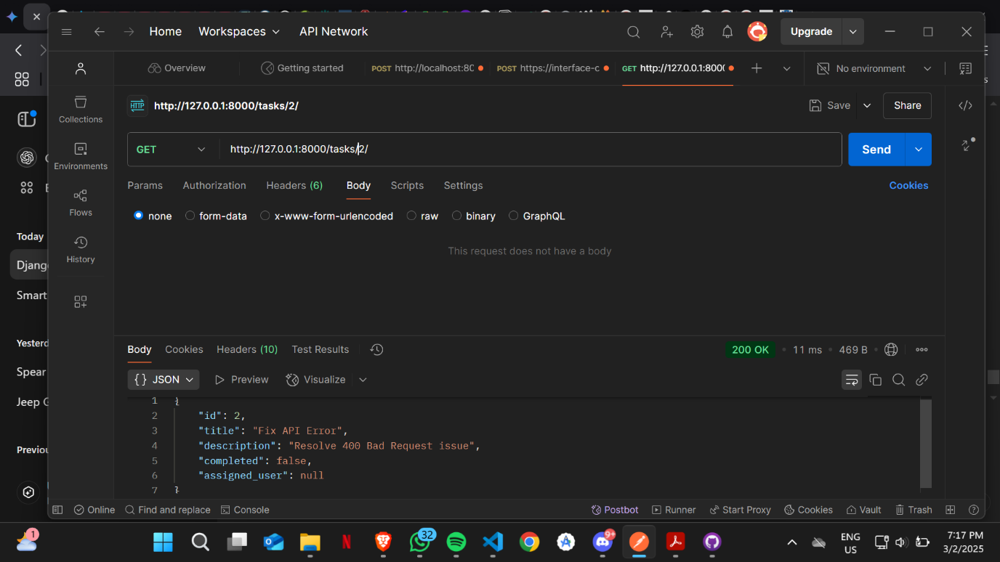 Home Workspaces API Network Upgrade
Overview Getting started POST http://localhost:80 POST https://interface-c GET http://127.0.0.1:8000 No environment
HTTP http://127.0.0.1:8000/tasks/2/ Save Share
Collections
GET http://127.0.0.1:8000/tasks/2/ Send
Environments
Params Authorization Headers (6) Body Scripts Settings Cookies
Flows
none form-data x-www-form-urlencoded raw binary GraphQL
Today
This request does not have a body
History
Djang
Smart
Yesterd
Body Cookies Headers (10) Test Results 200 OK • 11 ms • 469 B
Spear
{} JSON Preview Visualize
Jeep G
1 {
2 "id": 2,
3 "title": "Fix API Error",
4 "description": "Resolve 400 Bad Request issue",
Previou
5 "completed": false,
6 "assigned_user": null
7 }
Online Find and replace Console Postbot Runner Start Proxy Cookies Vault Trash
1 32 9+ ENG US 7:17 PM
3/2/2025